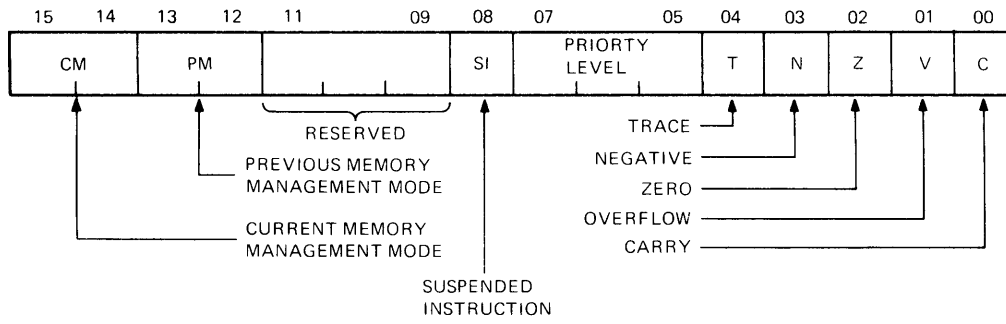 15 14 13 12 11 09 08 07 05 04 03 02 01 00
CM PM SI PRIORTY LEVEL T N Z V C
RESERVED
PREVIOUS MEMORY
MANAGEMENT MODE
CURRENT MEMORY
MANAGEMENT MODE
SUSPENDED
INSTRUCTION
TRACE
NEGATIVE
ZERO
OVERFLOW
CARRY